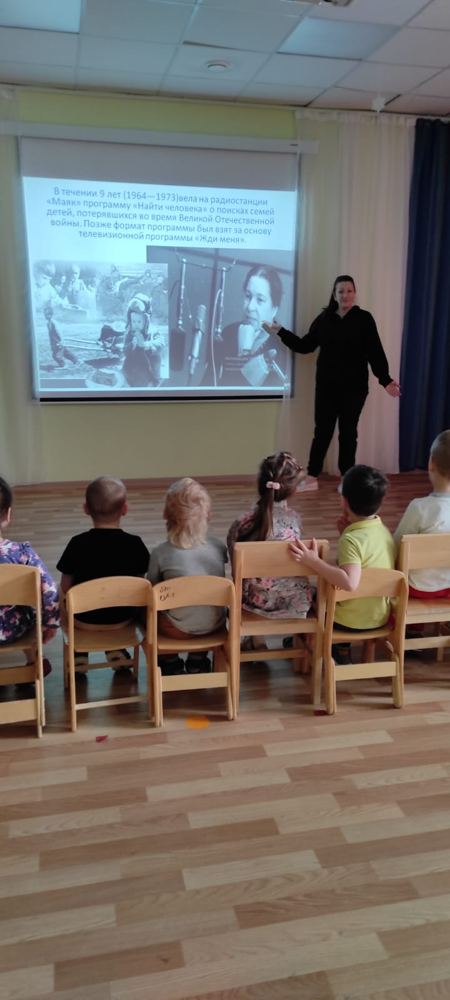 В течении 9 лет (1964—1973)вела на радиостанции
«Маяк» программу «Найти человека» о поисках семей
детей, потерявшихся во время Великой Отечественной
войны. Позже формат программы был взят за основу
телевизионной программы «Жди меня».